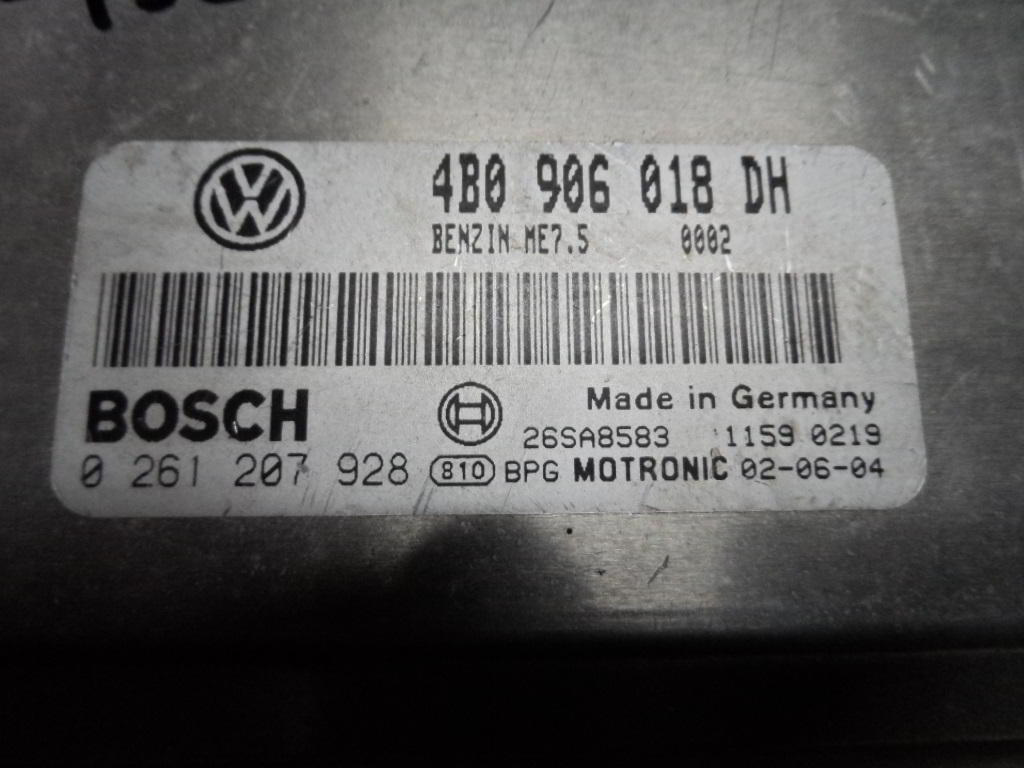 4B0 906 018 DH
BENZIN ME7.5 0002
BOSCH
Made in Germany
26SA8583 1159 0219
0 261 207 928 810 BPG MOTRONIC 02-06-04